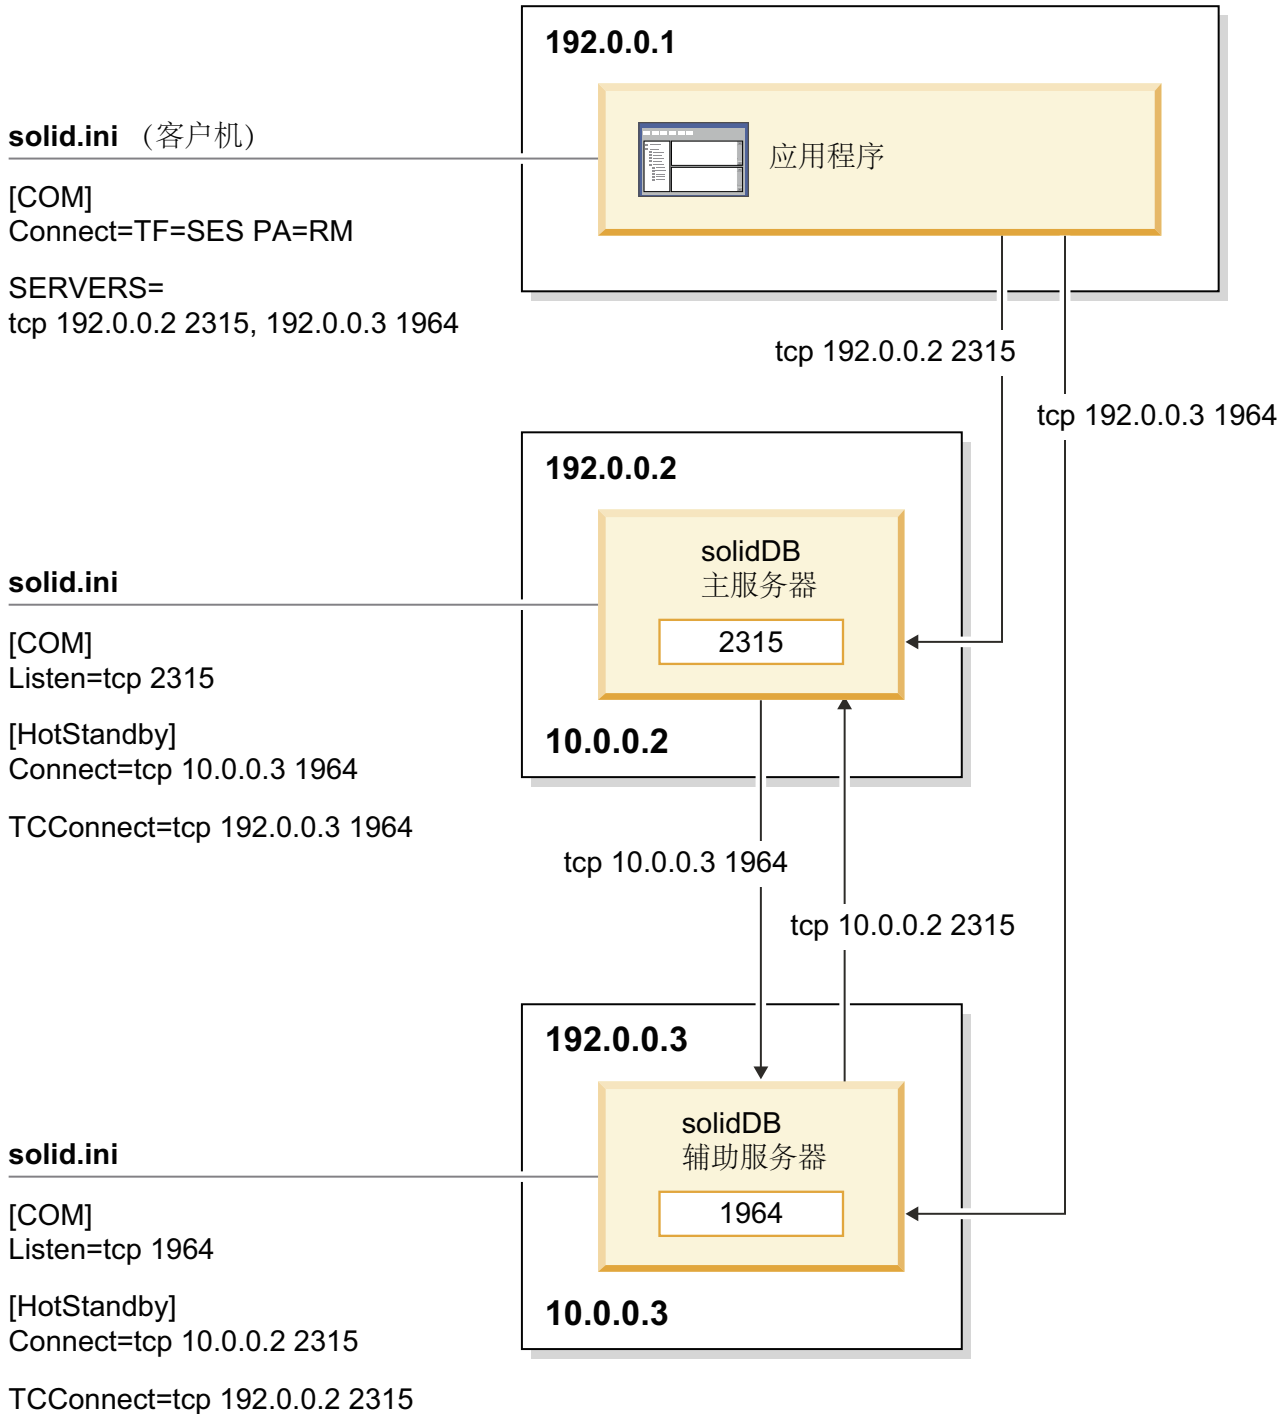 192.0.0.1
solid.ini （客户机）
应用程序
[COM]
Connect=TF=SES PA=RM
SERVERS=
tcp 192.0.0.2 2315, 192.0.0.3 1964
tcp 192.0.0.2 2315
tcp 192.0.0.3 1964
192.0.0.2
solidDB
主服务器
2315
solid.ini
[COM]
Listen=tcp 2315
[HotStandby]
Connect=tcp 10.0.0.3 1964
TCConnect=tcp 192.0.0.3 1964
10.0.0.2
tcp 10.0.0.3 1964
tcp 10.0.0.2 2315
192.0.0.3
solidDB
辅助服务器
1964
solid.ini
[COM]
Listen=tcp 1964
[HotStandby]
Connect=tcp 10.0.0.2 2315
TCConnect=tcp 192.0.0.2 2315
10.0.0.3